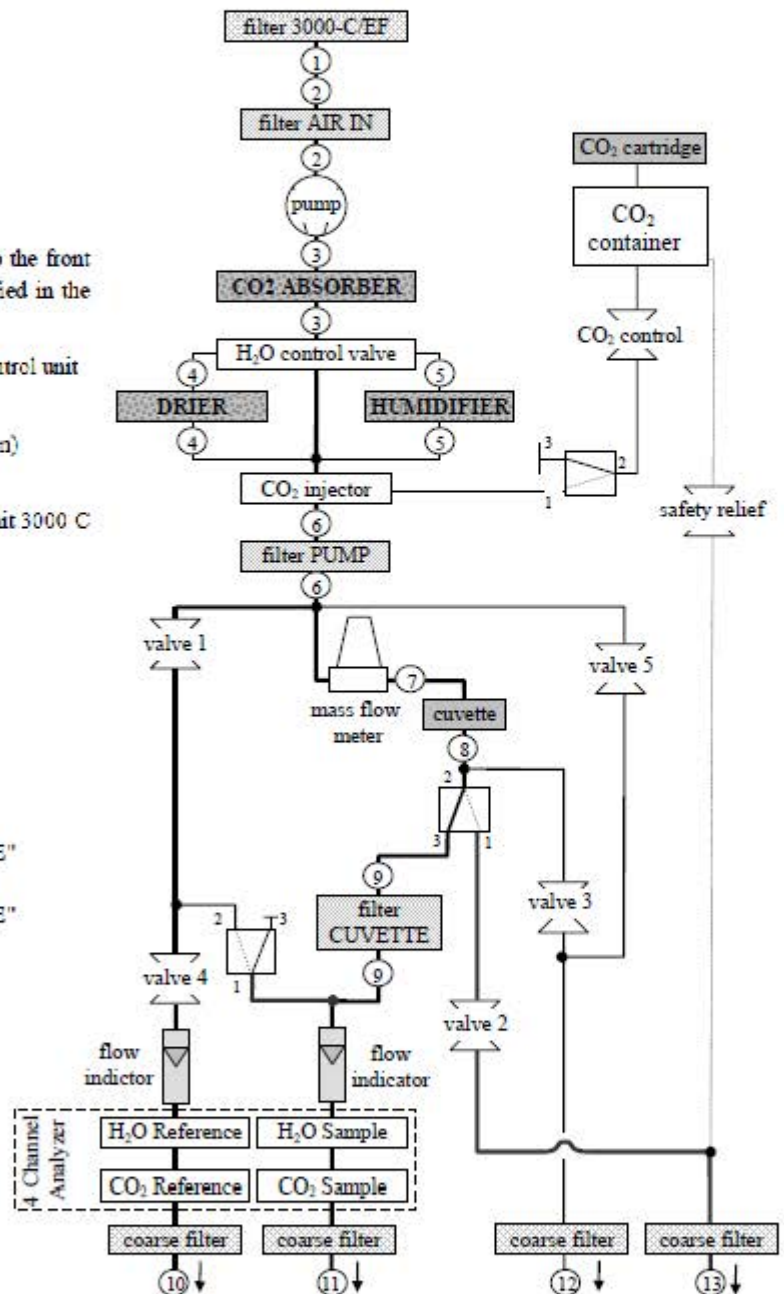 filter 3000-C/EF
1
2
filter AIR IN
2
CO₂ cartridge
pump
CO₂
container
the front
3
CO2 ABSORBER
ied in the
3
CO₂ control
H₂O control valve
trol unit
4
5
DRIER
HUMIDIFIER
4
5
n)
3
2
CO₂ injector
1
safety relief
6
it 3000 C
filter PUMP
6
valve 1
valve 5
7
mass flow
meter
cuvette
8
2
3
1
E"
9
valve 3
filter
CUVETTE
2
3
E"
valve 4
1
9
valve 2
flow
indictor
flow
indicator
4 Channel
Analyzer
H₂O Reference
H₂O Sample
CO₂ Reference
CO₂ Sample
coarse filter
coarse filter
coarse filter
coarse filter
10
11
12
13